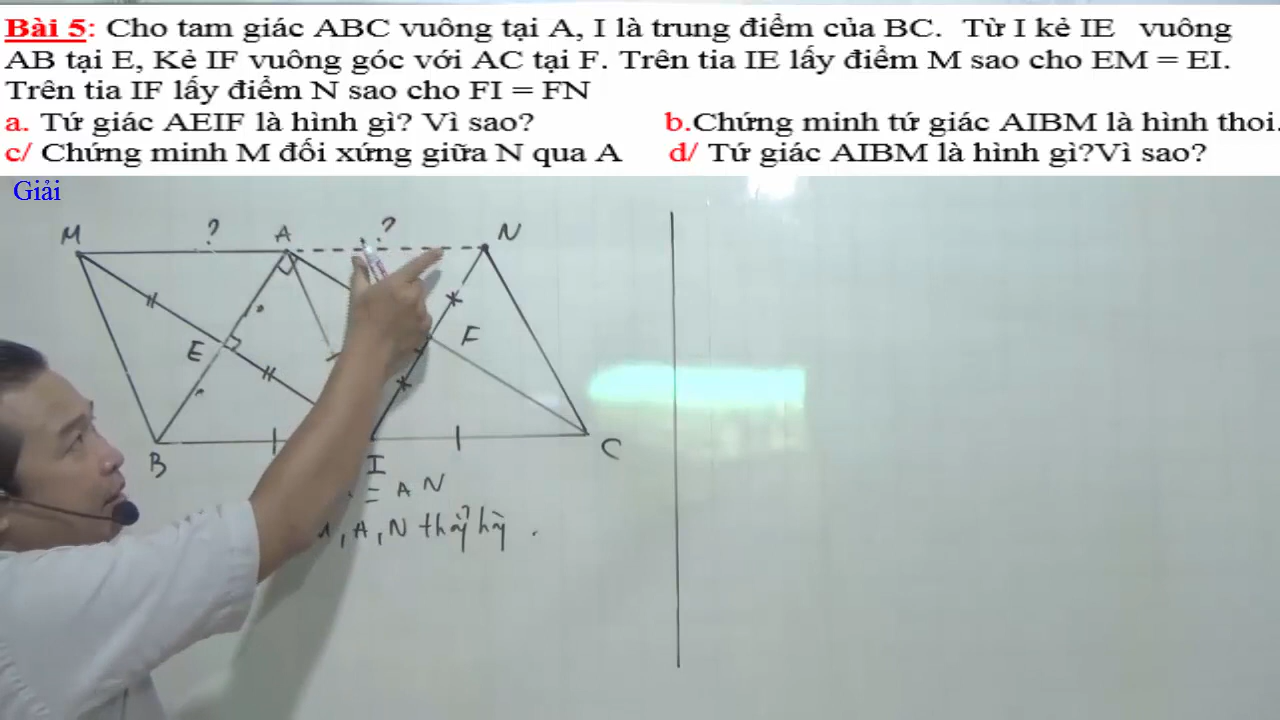 Bài 5: Cho tam giác ABC vuông tại A, I là trung điểm của BC. Từ I kẻ IE vuông
AB tại E, Kẻ IF vuông góc với AC tại F. Trên tia IE lấy điểm M sao cho EM = EI.
Trên tia IF lấy điểm N sao cho FI = FN
a. Tứ giác AEIF là hình gì? Vì sao? b.Chứng minh tứ giác AIBM là hình thoi.
c/ Chứng minh M đối xứng giữa N qua A d/ Tứ giác AIBM là hình gì?Vì sao?
Giải
M ? A ? N
E F
B I C
= AN
, A, N thẳng hàng.